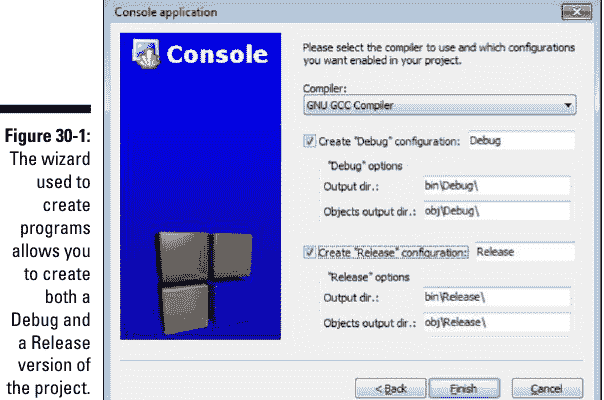 Console application
Console
Please select the compiler to use and which configurations
you want enabled in your project.
Compiler:
GNU GCC Compiler
Create "Debug" configuration: Debug
"Debug" options
Output dir.: bin\Debug\
Objects output dir.: obj\Debug\
Create "Release" configuration: Release
"Release" options
Output dir.: bin\Release\
Objects output dir.: obj\Release\
< Back Finish Cancel
Figure 30-1:
The wizard
used to
create
programs
allows you
to create
both a
Debug and
a Release
version of
the project.